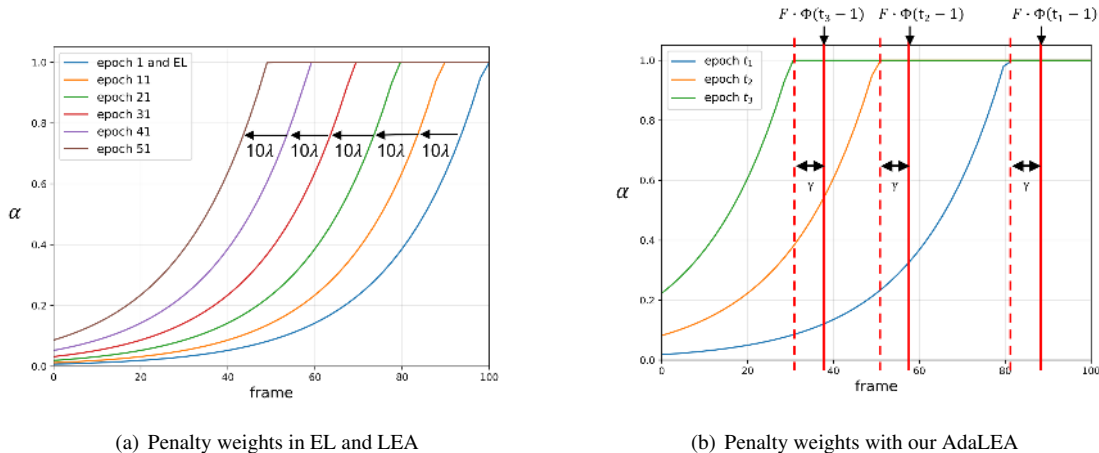 1.0
0.8
0.6
0.4
0.2
0.0
α
epoch 1 and EL
epoch 11
epoch 21
epoch 31
epoch 41
epoch 51
10λ 10λ 10λ 10λ 10λ
0 20 40 60 80 100
frame
(a) Penalty weights in EL and LEA
F · Φ(t₃ − 1) F · Φ(t₂ − 1) F · Φ(t₁ − 1)
1.0
0.8
0.6
0.4
0.2
0.0
α
epoch t₁
epoch t₂
epoch t₃
γ γ γ
0 20 40 60 80 100
frame
(b) Penalty weights with our AdaLEA